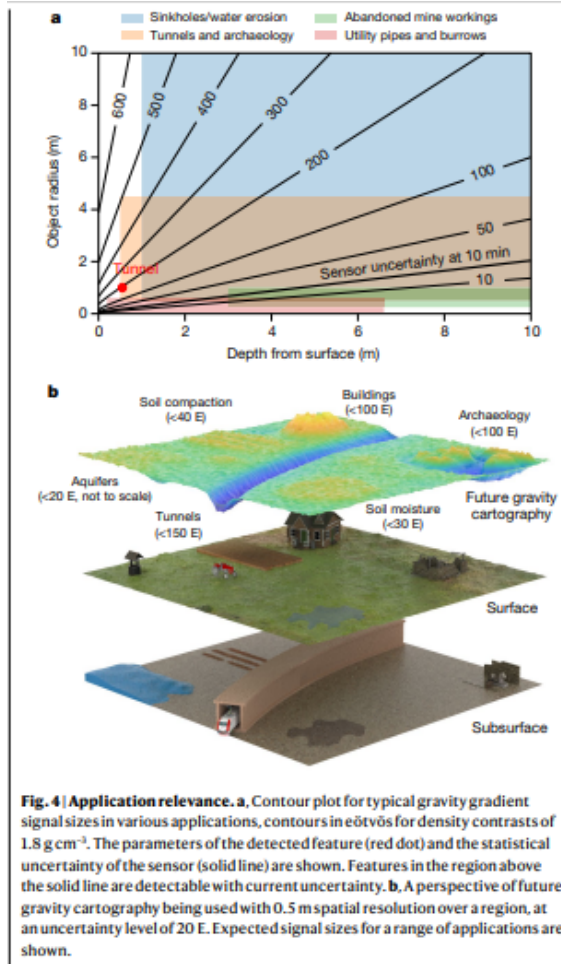 a
Sinkholes/water erosion
Abandoned mine workings
Tunnels and archaeology
Utility pipes and burrows
10
8
6
4
2
0
Object radius (m)
600
500
400
300
200
100
50
Sensor uncertainty at 10 min
10
Tunnel
0
2
4
6
8
10
Depth from surface (m)
b
Soil compaction
(<40 E)
Buildings
(<100 E)
Archaeology
(<100 E)
Aquifers
(<20 E, not to scale)
Tunnels
(<150 E)
Soil moisture
(<30 E)
Future gravity
cartography
Surface
Subsurface
Fig. 4 | Application relevance. a, Contour plot for typical gravity gradient
signal sizes in various applications, contours in eötvös for density contrasts of
1.8 g cm⁻³. The parameters of the detected feature (red dot) and the statistical
uncertainty of the sensor (solid line) are shown. Features in the region above
the solid line are detectable with current uncertainty. b, A perspective of future
gravity cartography being used with 0.5 m spatial resolution over a region, at
an uncertainty level of 20 E. Expected signal sizes for a range of applications are
shown.